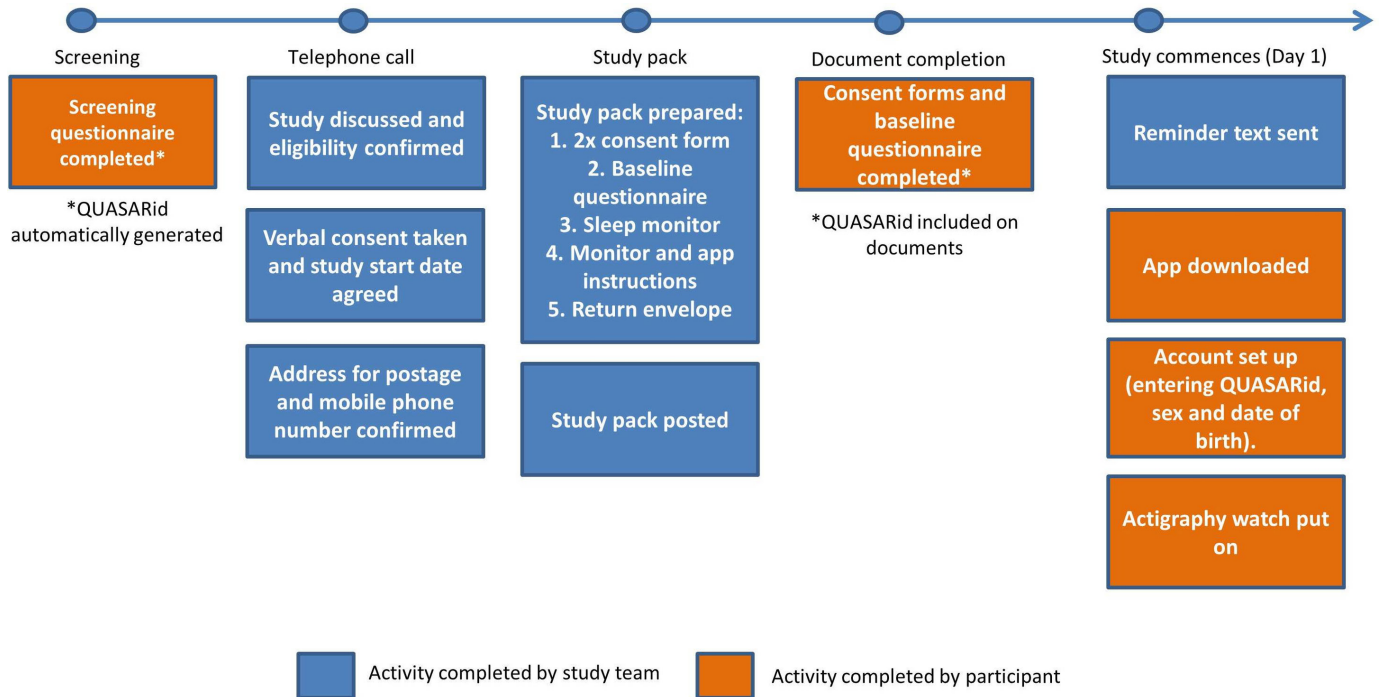 Screening
Screening
questionnaire
completed*
*QUASARid
automatically generated
Telephone call
Study discussed and
eligibility confirmed
Verbal consent taken
and study start date
agreed
Address for postage
and mobile phone
number confirmed
Study pack
Study pack prepared:
1. 2x consent form
2. Baseline
questionnaire
3. Sleep monitor
4. Monitor and app
instructions
5. Return envelope
Study pack posted
Document completion
Consent forms and
baseline
questionnaire
completed*
*QUASARid included on
documents
Study commences (Day 1)
Reminder text sent
App downloaded
Account set up
(entering QUASARid,
sex and date of
birth).
Actigraphy watch put
on
Activity completed by study team
Activity completed by participant